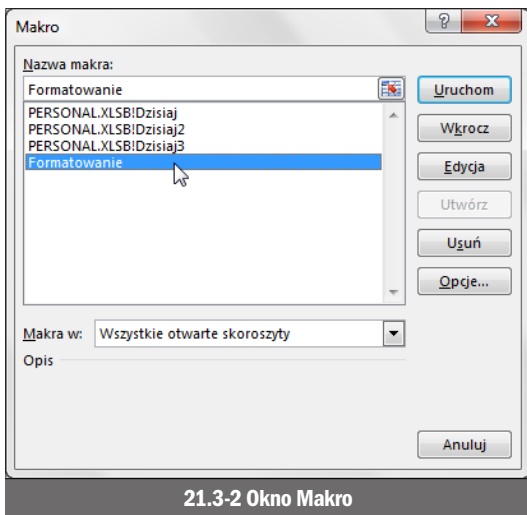 Makro
Nazwa makra:
Formatowanie
Uruchom
PERSONAL.XLSB!Dzisiaj
PERSONAL.XLSB!Dzisiaj2
PERSONAL.XLSB!Dzisiaj3
Formatowanie
Wkrocz
Edycja
Utwórz
Usuń
Opcje...
Makra w: Wszystkie otwarte skoroszyty
Opis
Anuluj
21.3-2 Okno Makro